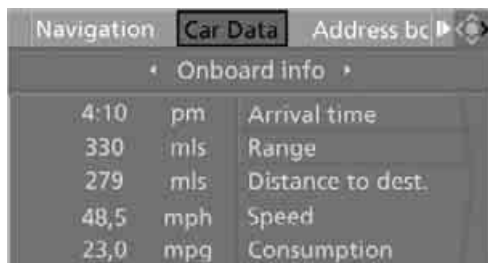 Navigation Car Data Address bo
Onboard info
4:10 pm Arrival time
330 mls Range
279 mls Distance to dest.
48,5 mph Speed
23,0 mpg Consumption